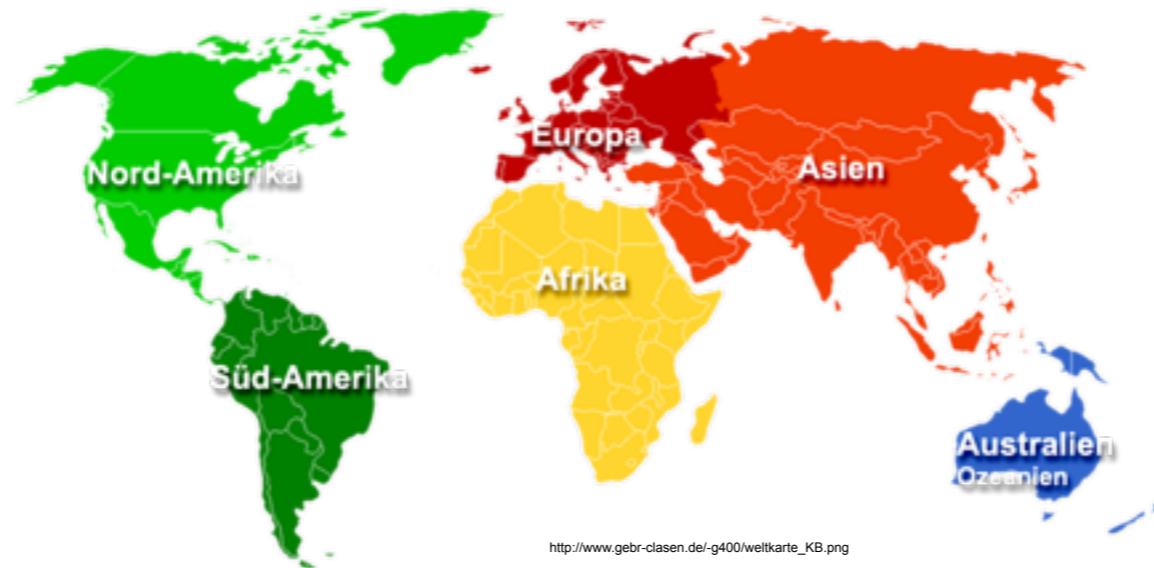 Europa
Asien
Nord-Amerika
Afrika
Süd-Amerika
Australien
Ozeanien
http://www.gebr-clasen.de/-g400/weltkarte_KB.png